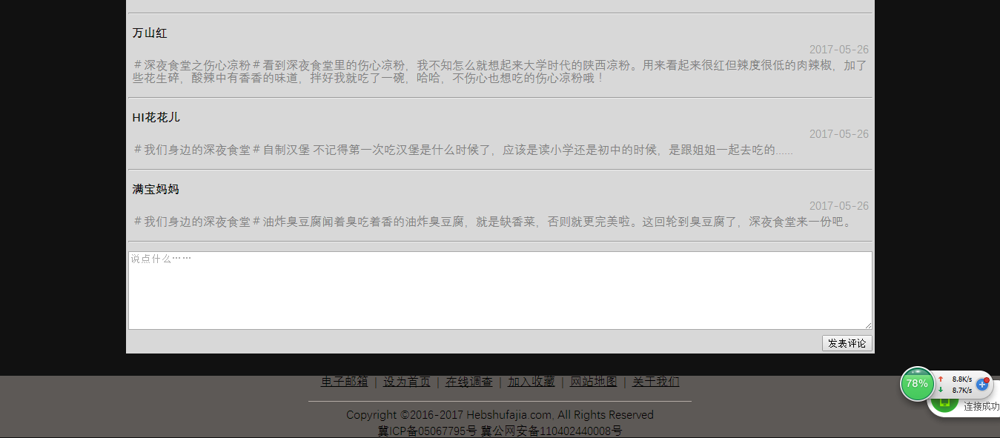 万山红
2017-05-26
＃深夜食堂之伤心凉粉＃看到深夜食堂里的伤心凉粉，我不知怎么就想起来大学时代的陕西凉粉。用来看起来很红但辣度很低的肉辣椒，加了
些花生碎，酸辣中有香香的味道，拌好我就吃了一碗，哈哈，不伤心也想吃的伤心凉粉哦！
HI花花儿
2017-05-26
＃我们身边的深夜食堂＃自制汉堡 不记得第一次吃汉堡是什么时候了，应该是读小学还是初中的时候，是跟姐姐一起去吃的......
满宝妈妈
2017-05-26
＃我们身边的深夜食堂＃油炸臭豆腐闻着臭吃着香的油炸臭豆腐，就是缺香菜，否则就更完美啦。这回轮到臭豆腐了，深夜食堂来一份吧。
说点什么……
发表评论
电子邮箱 | 设为首页 | 在线调查 | 加入收藏 | 网站地图 | 关于我们
Copyright ©2016-2017 Hebshufajia.com, All Rights Reserved
冀ICP备05067795号 冀公网安备110402440008号
78%
8.8K/s
8.7K/s
连接成功